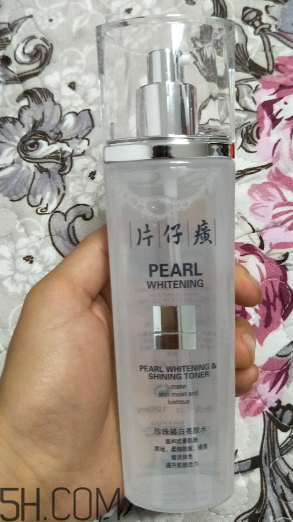 片仔癀
PEARL
WHITENING
PEARL WHITENING &
SHINING TONER
make
skin moist and
lustrous
珍珠臻白亮肤水
5H.COM